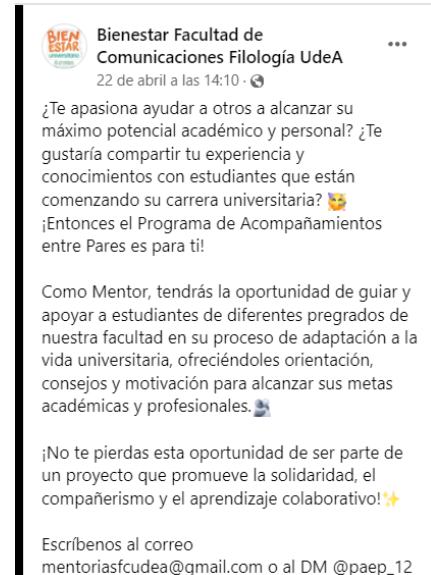 BIEN
ESTAR
Bienestar Facultad de
Comunicaciones Filología UdeA
22 de abril a las 14:10 ·
¿Te apasiona ayudar a otros a alcanzar su
máximo potencial académico y personal? ¿Te
gustaría compartir tu experiencia y
conocimientos con estudiantes que están
comenzando su carrera universitaria? 🥳
¡Entonces el Programa de Acompañamientos
entre Pares es para ti!
Como Mentor, tendrás la oportunidad de guiar y
apoyar a estudiantes de diferentes pregrados de
nuestra facultad en su proceso de adaptación a la
vida universitaria, ofreciéndoles orientación,
consejos y motivación para alcanzar sus metas
académicas y profesionales.🫂
¡No te pierdas esta oportunidad de ser parte de
un proyecto que promueve la solidaridad, el
compañerismo y el aprendizaje colaborativo!✨
Escríbenos al correo
mentoriasfcudea@gmail.com o al DM @paep_12